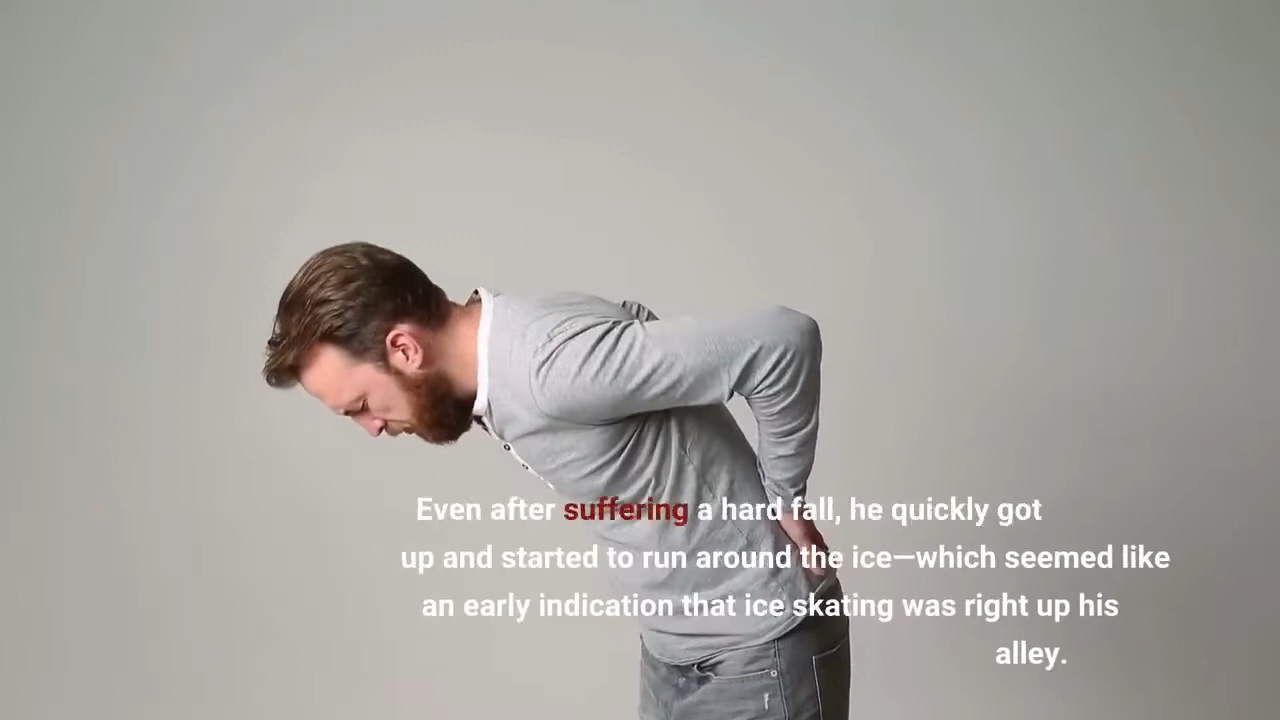 Even after suffering a hard fall, he quickly got
up and started to run around the ice—which seemed like
an early indication that ice skating was right up his
alley.